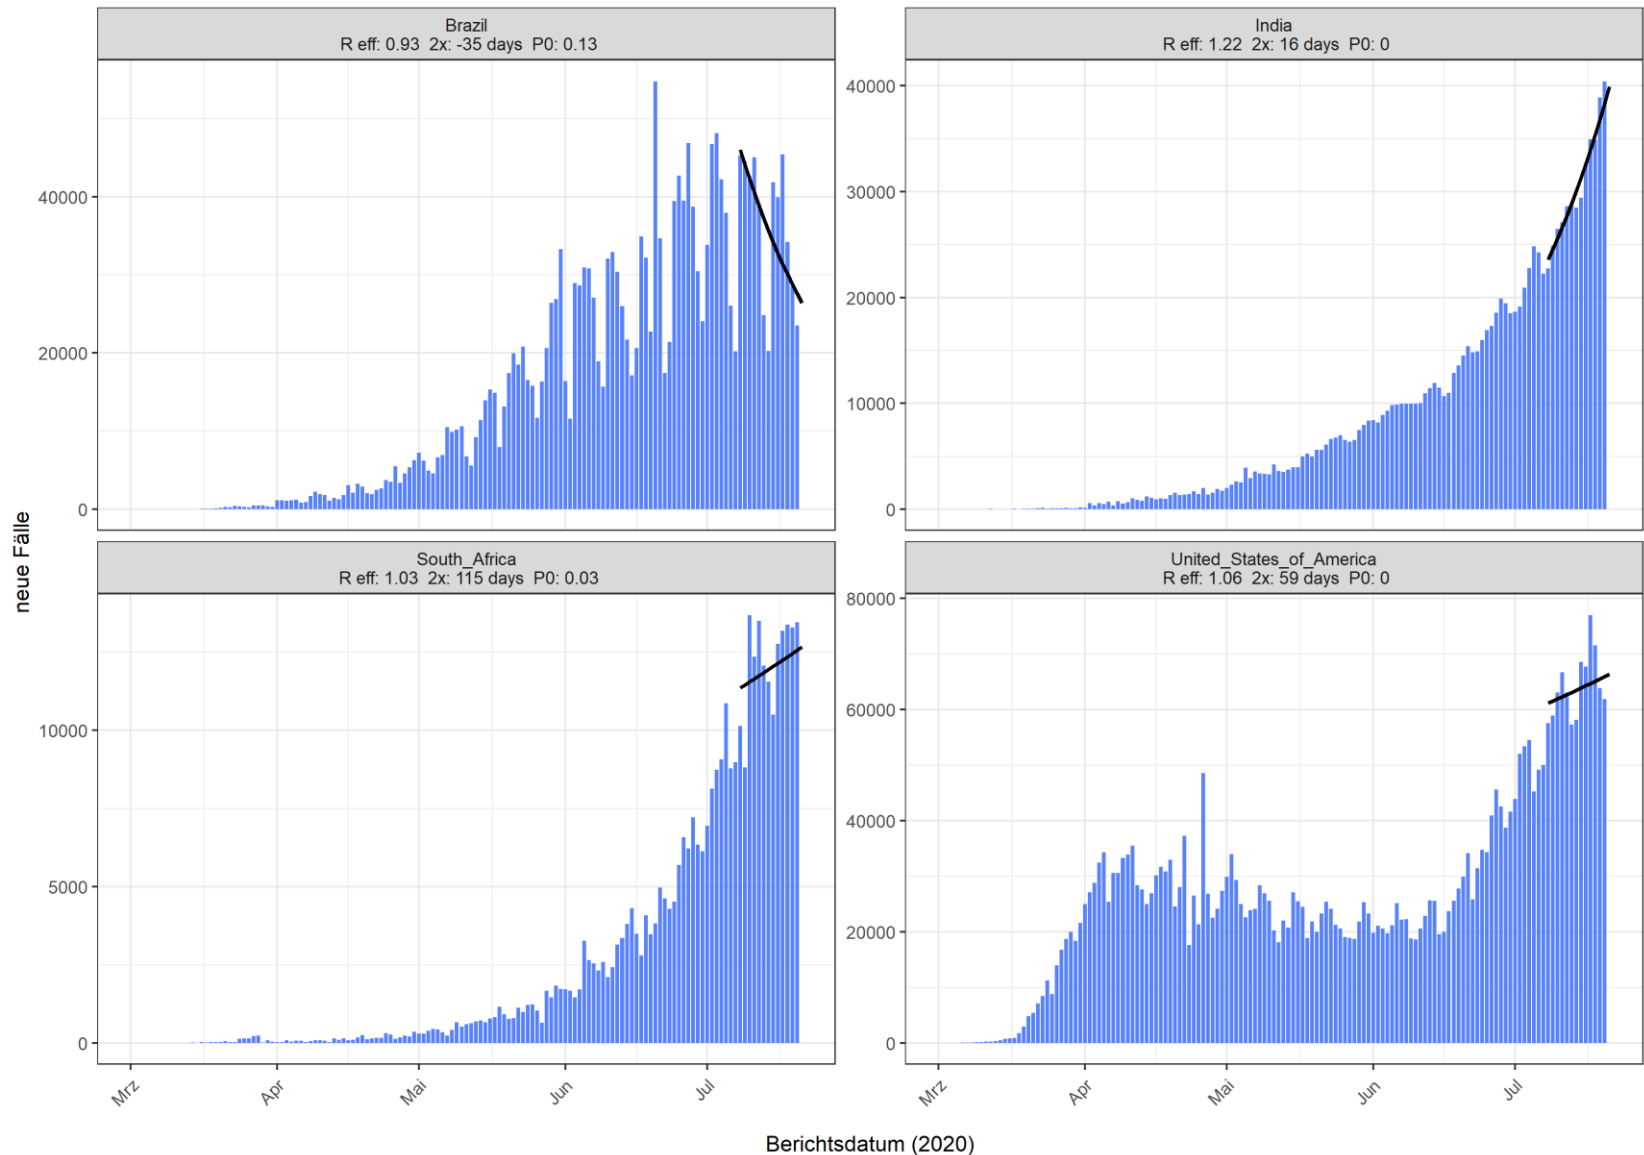 Brazil
R eff: 0.93 2x: -35 days P0: 0.13
India
R eff: 1.22 2x: 16 days P0: 0
40000
20000
0
40000
30000
20000
10000
0
neue Fälle
South_Africa
R eff: 1.03 2x: 115 days P0: 0.03
United_States_of_America
R eff: 1.06 2x: 59 days P0: 0
10000
5000
0
80000
60000
40000
20000
0
Mrz
Apr
Mai
Jun
Jul
Mrz
Apr
Mai
Jun
Jul
Berichtsdatum (2020)